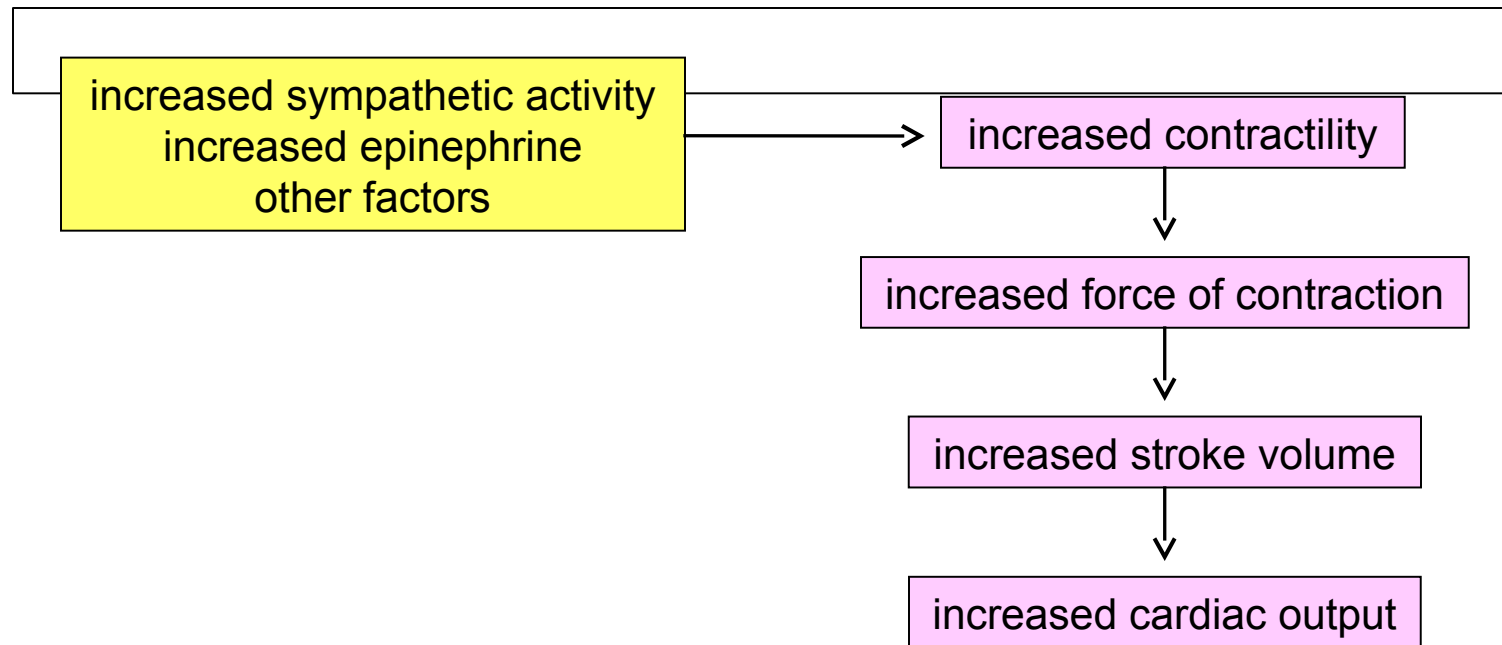 increased sympathetic activity
increased epinephrine
other factors
increased contractility
increased force of contraction
increased stroke volume
increased cardiac output